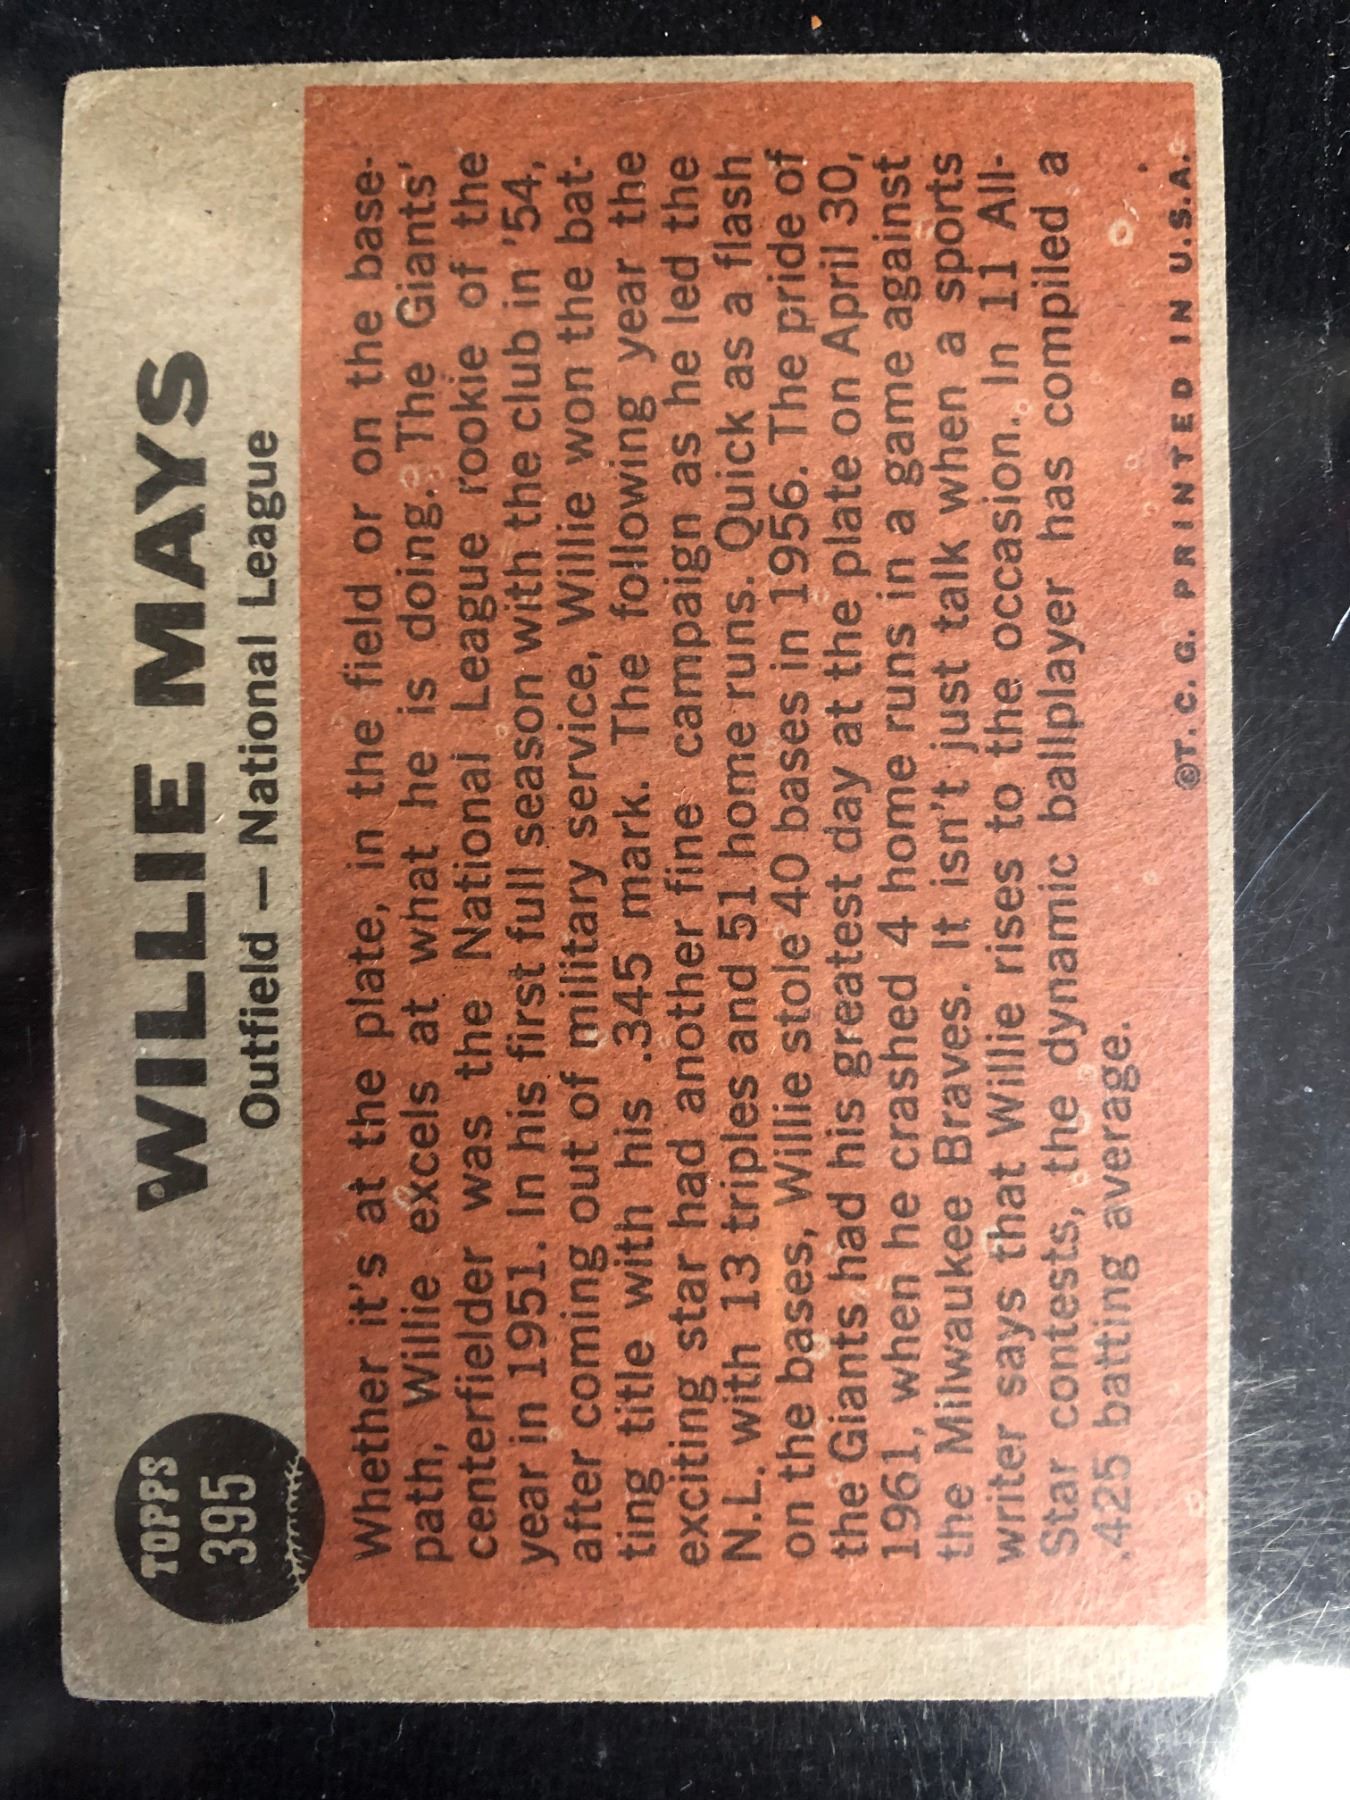 TOPPS
395
WILLIE MAYS
Outfield — National League
Whether it's at the plate, in the field or on the base-
path, Willie excels at what he is doing. The Giants'
centerfielder was the National League rookie of the
year in 1951. In his first full season with the club in '54,
after coming out of military service, Willie won the bat-
ting title with his .345 mark. The following year the
exciting star had another fine campaign as he led the
N.L. with 13 triples and 51 home runs. Quick as a flash
on the bases, Willie stole 40 bases in 1956. The pride of
the Giants had his greatest day at the plate on April 30,
1961, when he crashed 4 home runs in a game against
the Milwaukee Braves. It isn't just talk when a sports
writer says that Willie rises to the occasion. In 11 All-
Star contests, the dynamic ballplayer has compiled a
.425 batting average.
©T. C. G. PRINTED IN U.S.A.